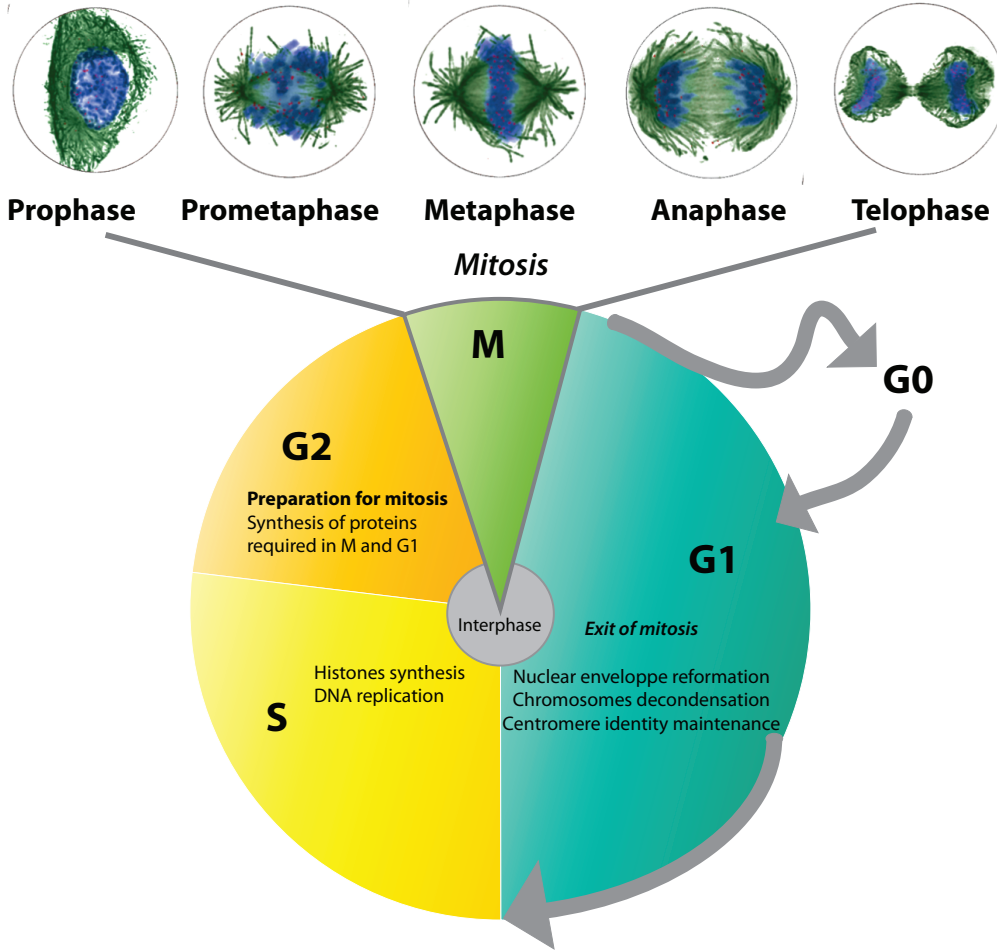 Prophase
Prometaphase
Metaphase
Anaphase
Telophase
Mitosis
M
G0
G2
Preparation for mitosis
Synthesis of proteins
required in M and G1
G1
Interphase
Exit of mitosis
Histones synthesis
DNA replication
S
Nuclear enveloppe reformation
Chromosomes decondensation
Centromere identity maintenance